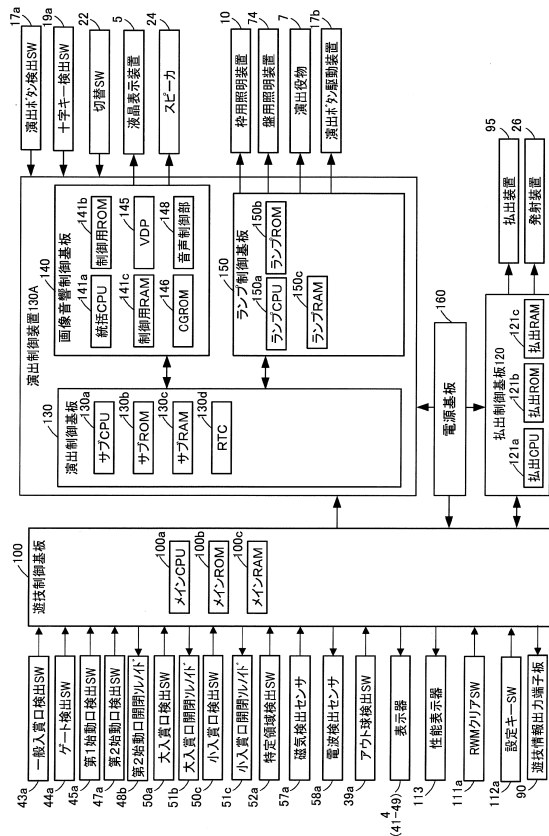 43a 一般入賞口検出SW
44a ゲート検出SW
45a 第1始動口検出SW
47a 第2始動口検出SW
48b 第2始動口開閉ソレノイド
50a 大入賞口検出SW
51b 大入賞口開閉ソレノイド
50c 小入賞口検出SW
51c 小入賞口開閉ソレノイド
52a 特定領域検出SW
57a 磁気検出センサ
58a 電波検出センサ
39a アウト球検出SW
4
(41-49)
表示器
113 性能表示器
111a RWMクリアSW
112a 設定キーSW
90 遊技情報出力端子板
100
遊技制御基板
100a
メインCPU
100b
メインROM
100c
メインRAM
演出制御装置130A
130
演出制御基板
130a
サブCPU
130b
サブROM
130c
サブRAM
130d
RTC
140
画像音響制御基板
141a
統括CPU
141b
制御用ROM
141c
制御用RAM
145
VDP
146
CGROM
148
音声制御部
150
ランプ制御基板
150a
ランプCPU
150b
ランプROM
150c
ランプRAM
160
電源基板
払出制御基板120
121a
払出CPU
121b
払出ROM
121c
払出RAM
17a
演出ボタン検出SW
19a
十字キー検出SW
22
切替SW
5
液晶表示装置
24
スピーカ
10
枠用照明装置
74
盤用照明装置
7
演出役物
17b
演出ボタン駆動装置
95
払出装置
26
発射装置